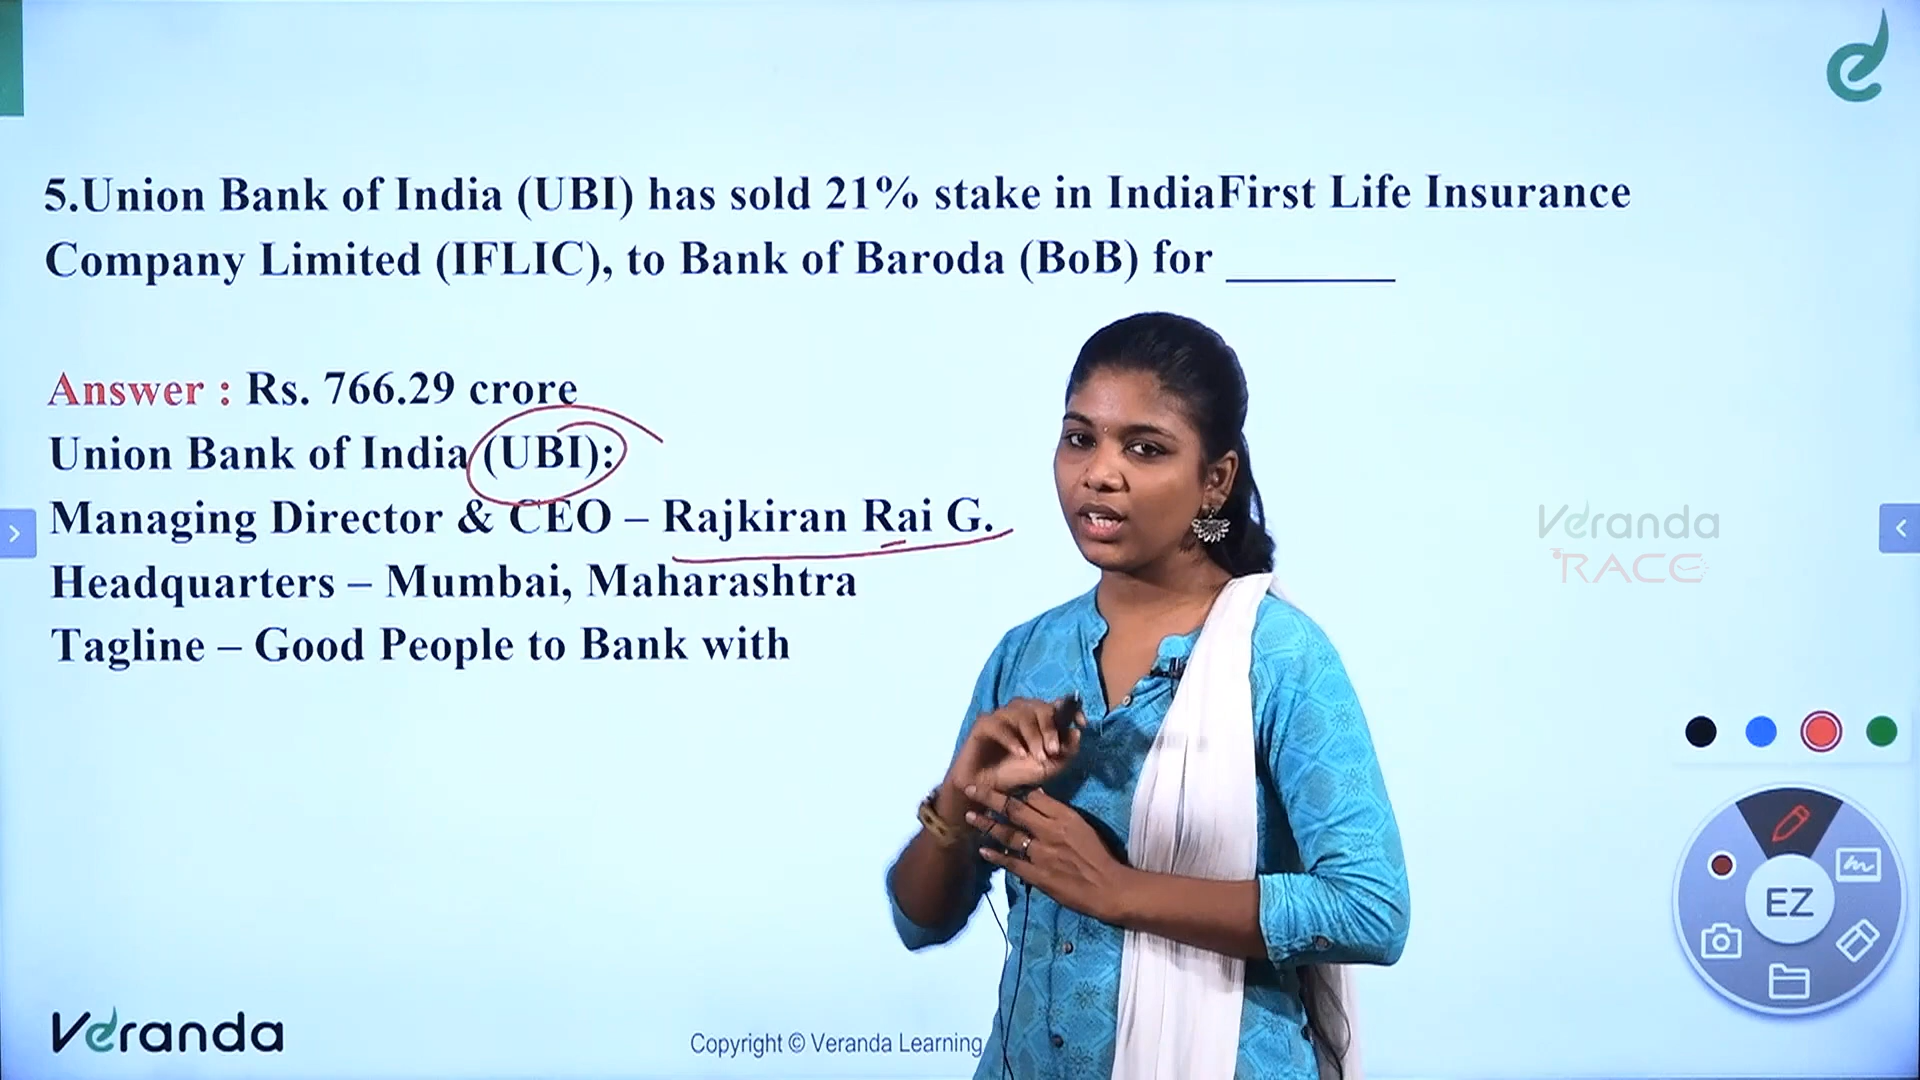 5.Union Bank of India (UBI) has sold 21% stake in IndiaFirst Life Insurance
Company Limited (IFLIC), to Bank of Baroda (BoB) for ________
Answer : Rs. 766.29 crore
Union Bank of India (UBI):
Managing Director & CEO – Rajkiran Rai G.
Headquarters – Mumbai, Maharashtra
Tagline – Good People to Bank with
Veranda
RACE
EZ
Veranda
Copyright © Veranda Learning